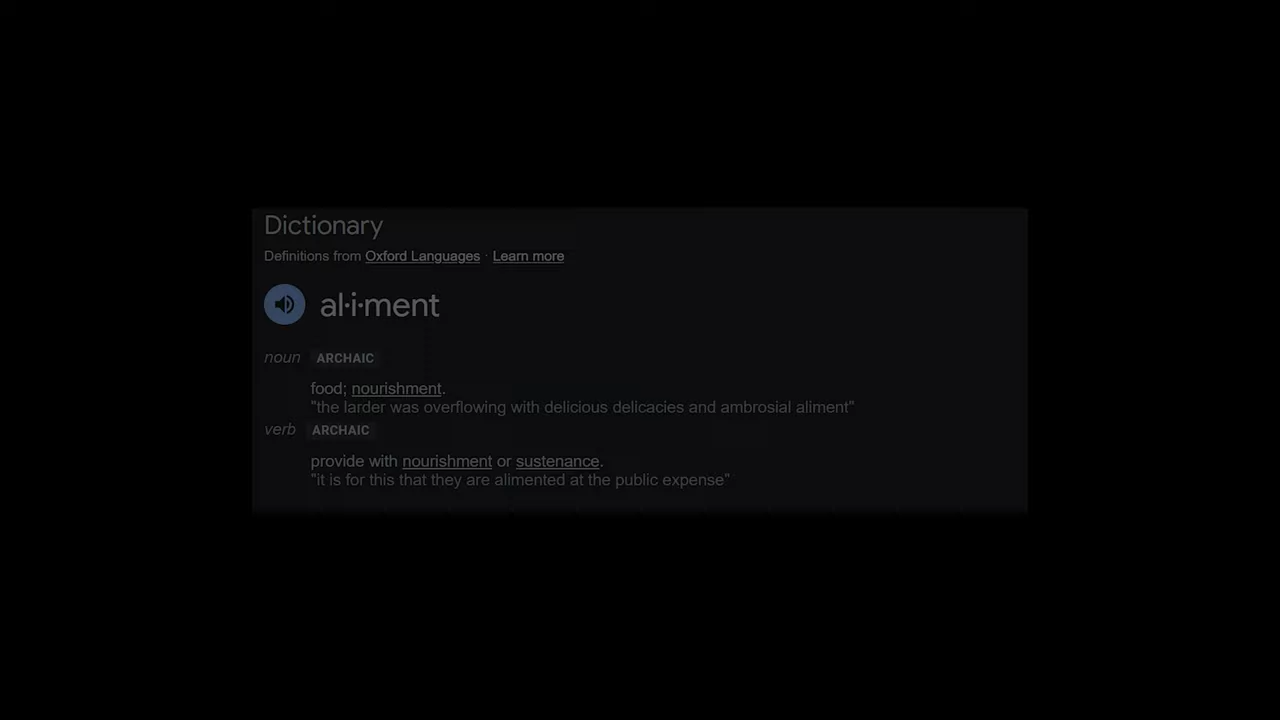 Dictionary
Definitions from Oxford Languages · Learn more
al·i·ment
noun ARCHAIC
food; nourishment.
"the larder was overflowing with delicious delicacies and ambrosial aliment"
verb ARCHAIC
provide with nourishment or sustenance.
"it is for this that they are alimented at the public expense"